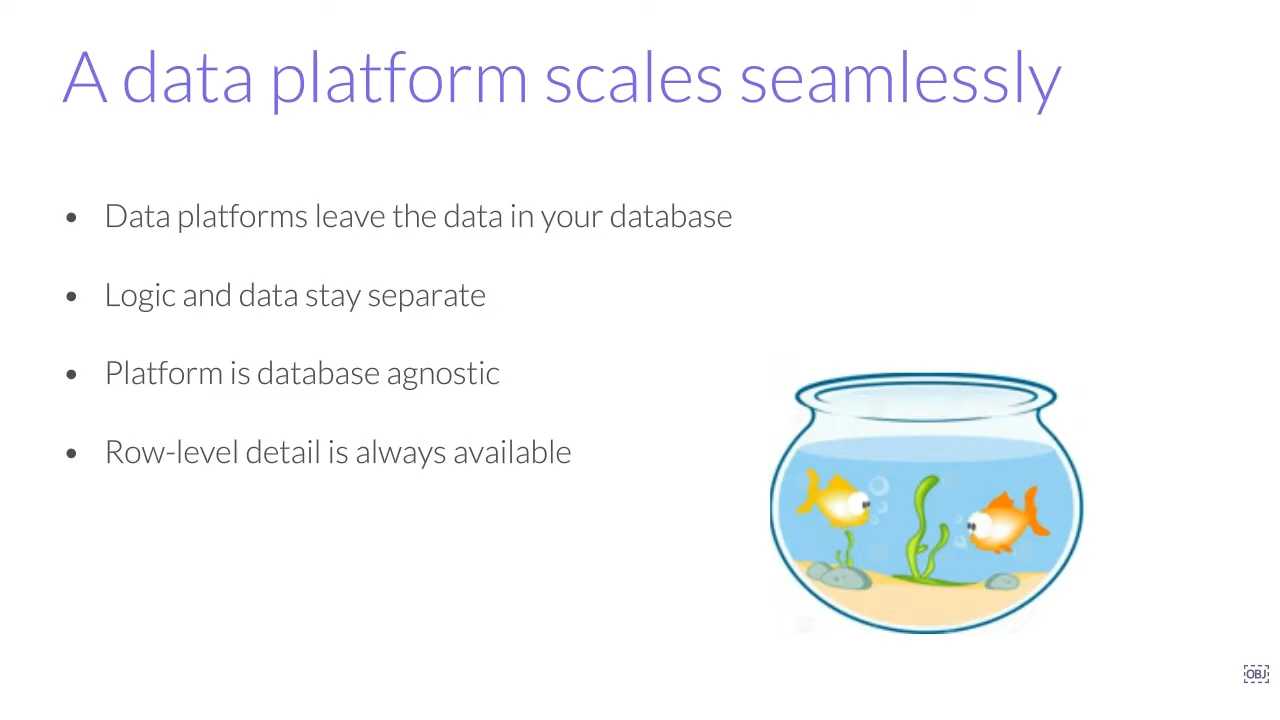 A data platform scales seamlessly
• Data platforms leave the data in your database
• Logic and data stay separate
• Platform is database agnostic
• Row-level detail is always available
OBJ